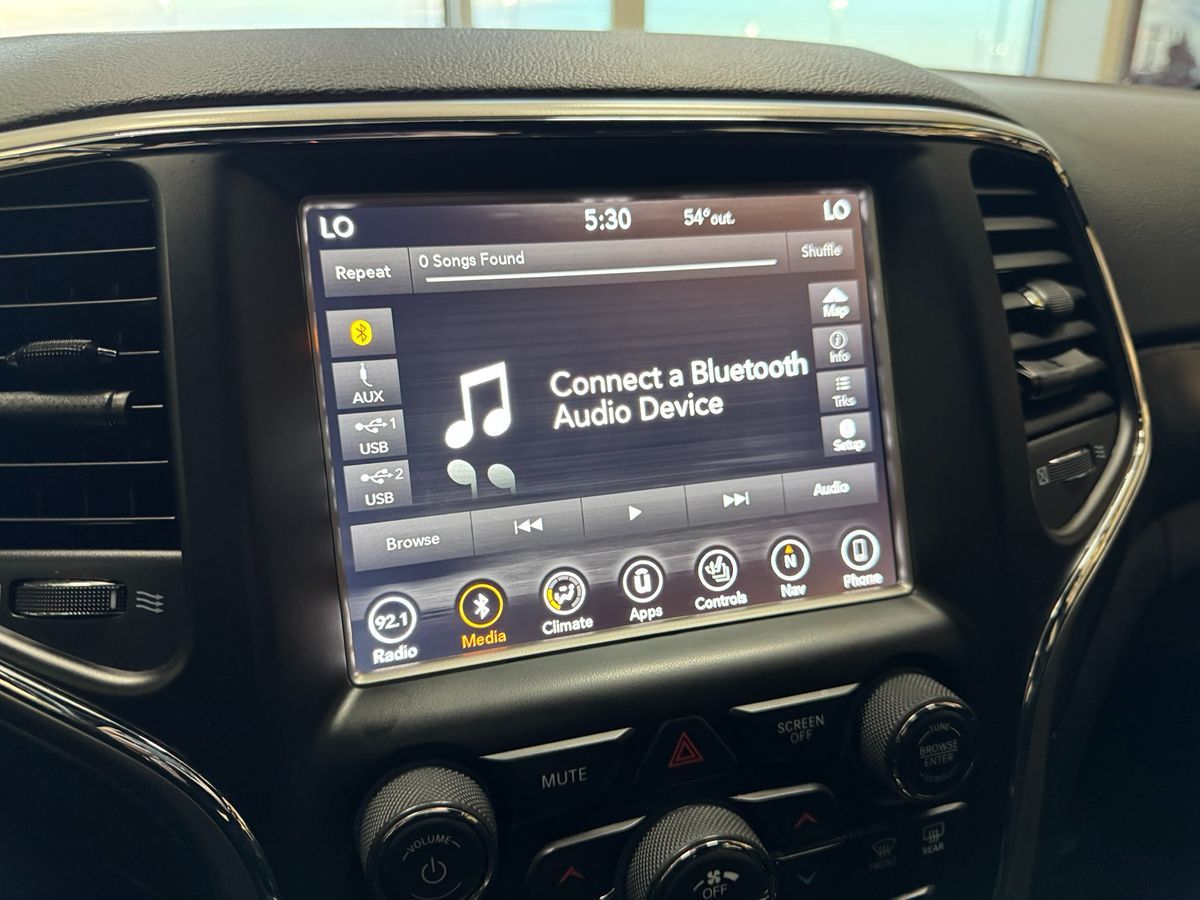 LO
5:30
54° out.
LO
Repeat
0 Songs Found
Shuffle
Map
Info
Trks
Setup
AUX
1
USB
2
USB
Connect a Bluetooth
Audio Device
Browse
Audio
92.1
Radio
Media
Climate
U
Apps
Controls
N
Nav
Phone
MUTE
SCREEN
OFF
TUNE
BROWSE
ENTER
SCROLL
VOLUME
OFF
FRONT
REAR